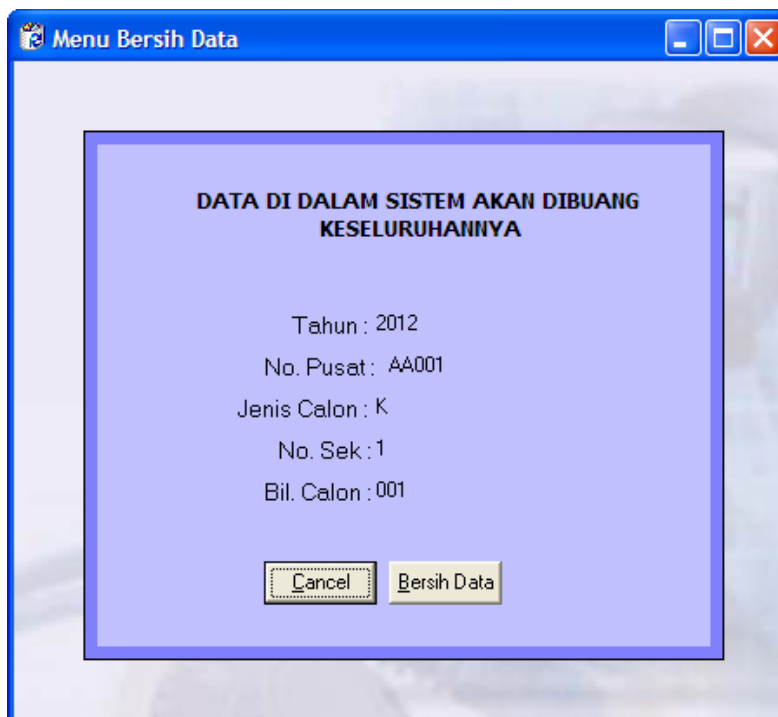 Menu Bersih Data
DATA DI DALAM SISTEM AKAN DIBUANG
KESELURUHANNYA
Tahun : 2012
No. Pusat : AA001
Jenis Calon : K
No. Sek : 1
Bil. Calon : 001
Cancel Bersih Data